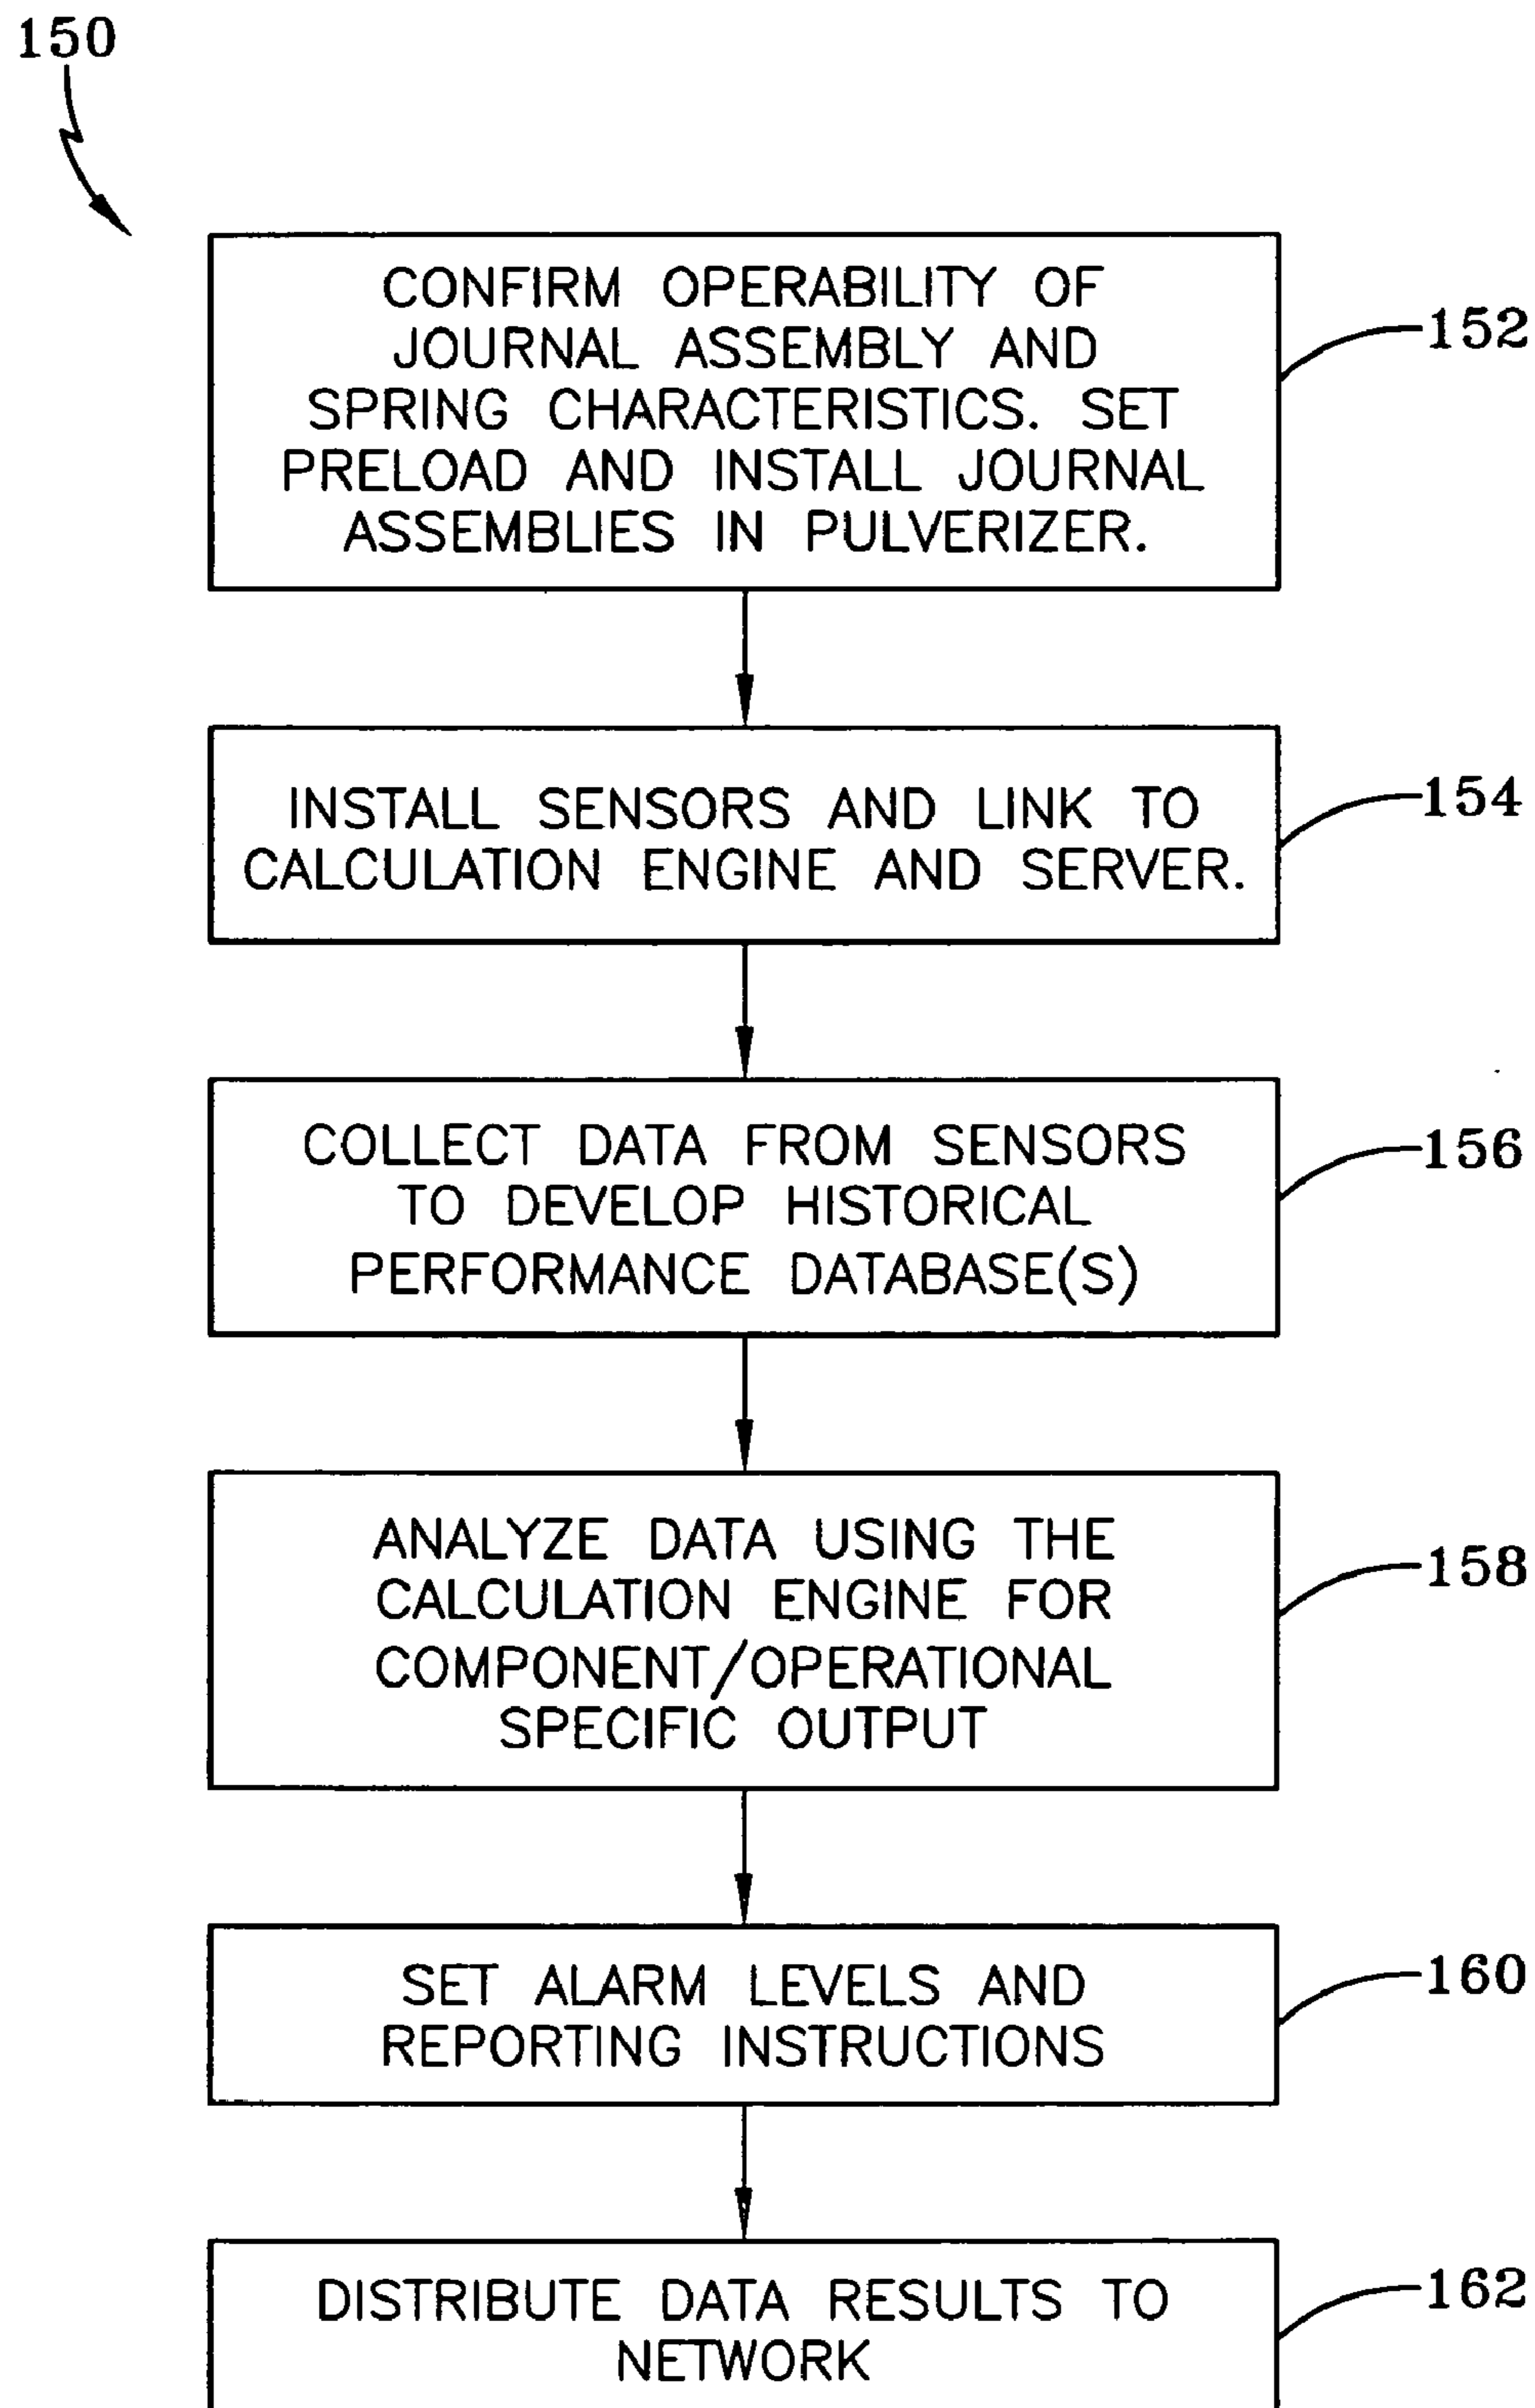 150
CONFIRM OPERABILITY OF
JOURNAL ASSEMBLY AND
SPRING CHARACTERISTICS. SET
PRELOAD AND INSTALL JOURNAL
ASSEMBLIES IN PULVERIZER.
152
INSTALL SENSORS AND LINK TO
CALCULATION ENGINE AND SERVER.
154
COLLECT DATA FROM SENSORS
TO DEVELOP HISTORICAL
PERFORMANCE DATABASE(S)
156
ANALYZE DATA USING THE
CALCULATION ENGINE FOR
COMPONENT/OPERATIONAL
SPECIFIC OUTPUT
158
SET ALARM LEVELS AND
REPORTING INSTRUCTIONS
160
DISTRIBUTE DATA RESULTS TO
NETWORK
162